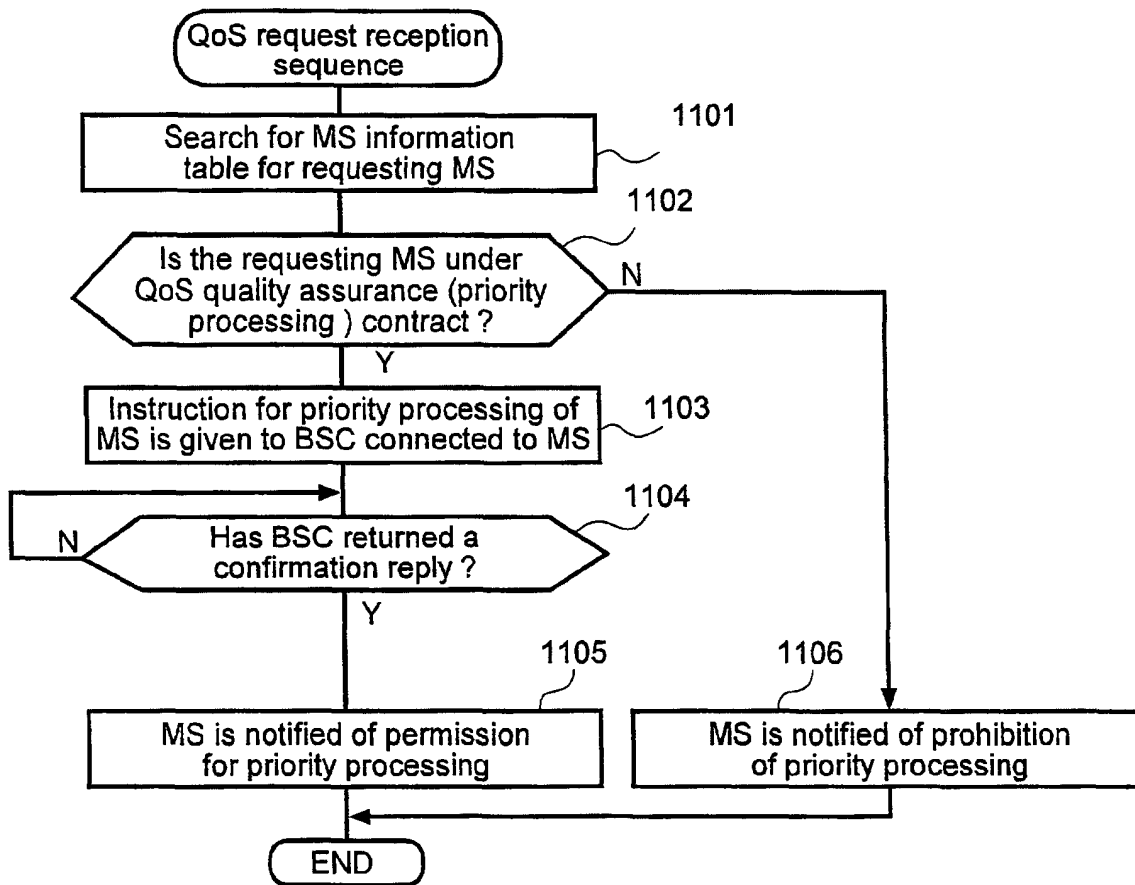 QoS request reception
sequence
1101
Search for MS information
table for requesting MS
1102
Is the requesting MS under
QoS quality assurance (priority
processing ) contract ?
N
Y
Instruction for priority processing of
MS is given to BSC connected to MS
1103
1104
Has BSC returned a
confirmation reply ?
N
Y
1105
MS is notified of permission
for priority processing
1106
MS is notified of prohibition
of priority processing
END